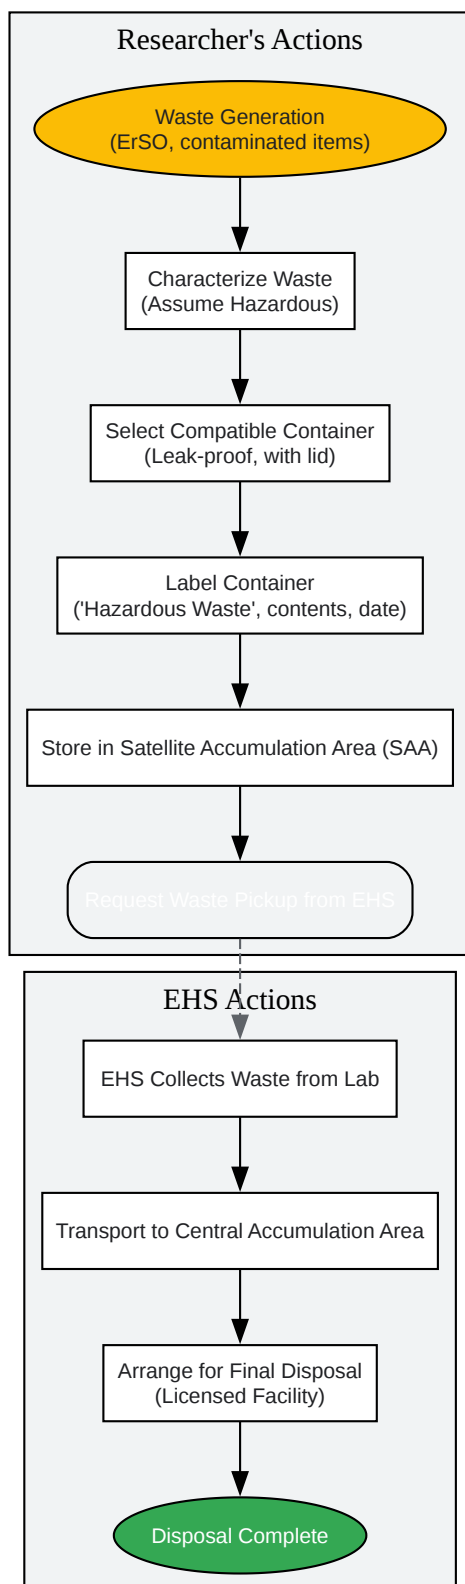 Researcher's Actions
Waste Generation
(ErSO, contaminated items)
Characterize Waste
(Assume Hazardous)
Select Compatible Container
(Leak-proof, with lid)
Label Container
('Hazardous Waste', contents, date)
Store in Satellite Accumulation Area (SAA)
Request Waste Pickup from EHS
EHS Actions
EHS Collects Waste from Lab
Transport to Central Accumulation Area
Arrange for Final Disposal
(Licensed Facility)
Disposal Complete